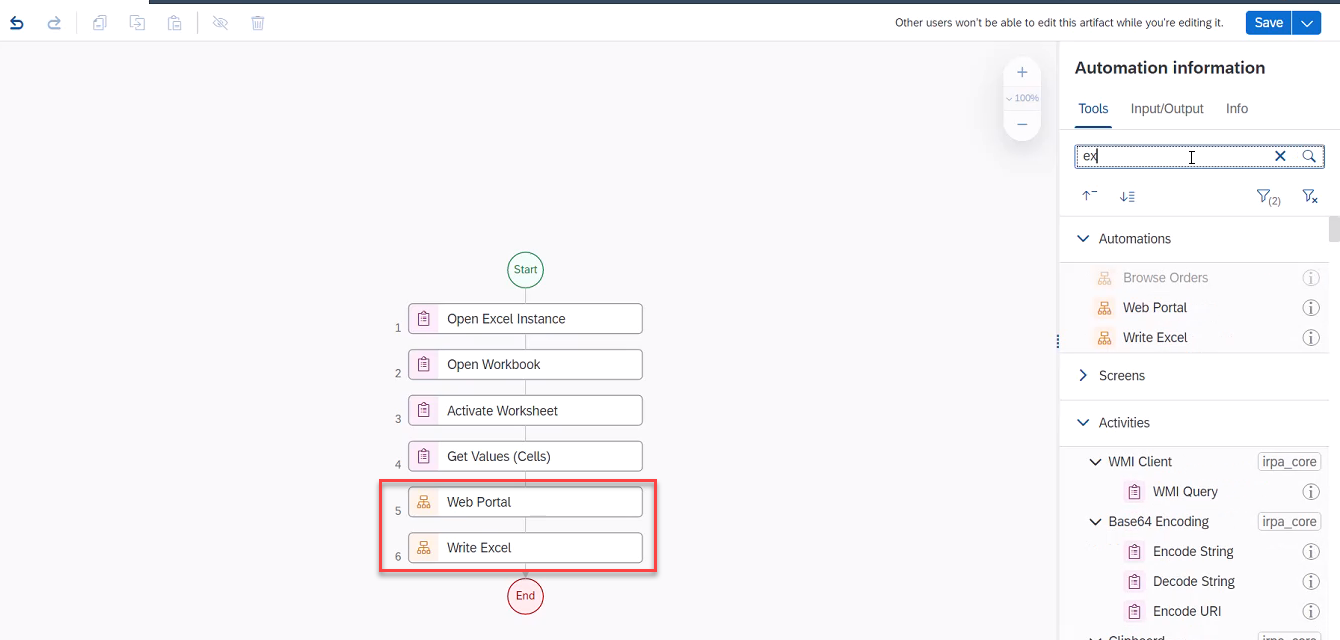 Other users won't be able to edit this artifact while you're editing it.
Save
100%
Start
1
Open Excel Instance
2
Open Workbook
3
Activate Worksheet
4
Get Values (Cells)
5
Web Portal
6
Write Excel
End
Automation information
Tools Input/Output Info
ex
(2)
Automations
Browse Orders
Web Portal
Write Excel
Screens
Activities
WMI Client irpa_core
WMI Query
Base64 Encoding irpa_core
Encode String
Decode String
Encode URI
Clipboard irpa_core